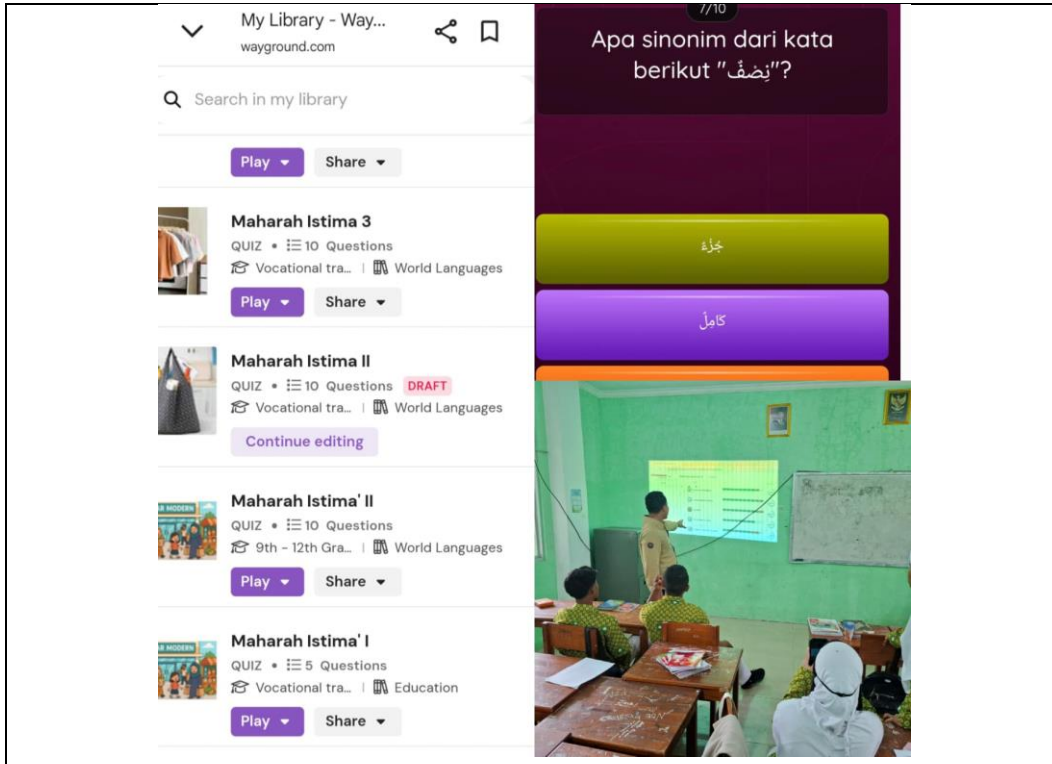 My Library - Way...
wayground.com
Search in my library
Play
Share
Maharah Istima 3
QUIZ • 10 Questions
Vocational tra... | World Languages
Play
Share
Maharah Istima II
QUIZ • 10 Questions DRAFT
Vocational tra... | World Languages
Continue editing
Maharah Istima' II
QUIZ • 10 Questions
9th - 12th Gra... | World Languages
Play
Share
Maharah Istima' I
QUIZ • 5 Questions
Vocational tra... | Education
Play
Share
7/10
Apa sinonim dari kata
berikut "نِصْفٌ"?
جُزْءٌ
كَامِلٌ